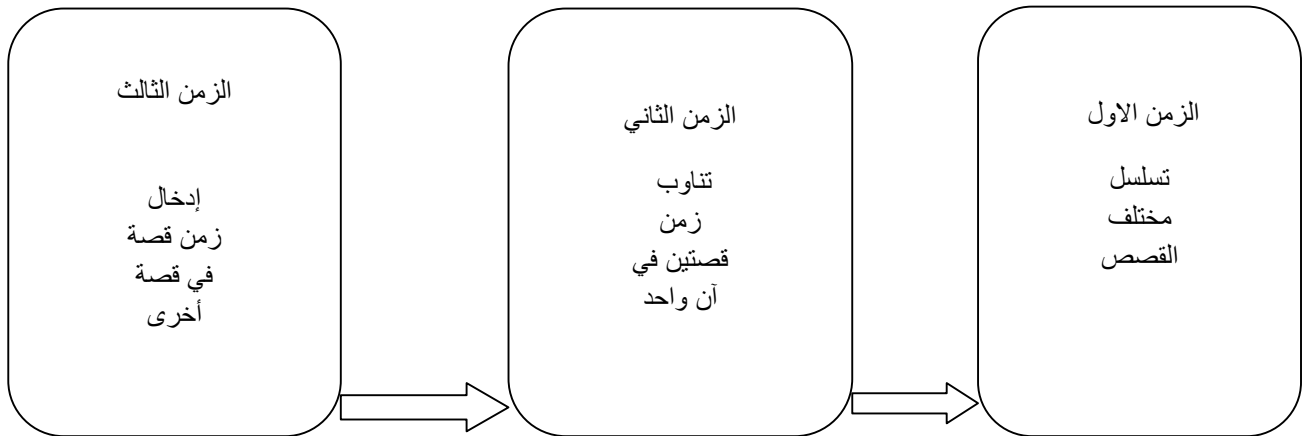 الزمن الاول
تسلسل
مختلف
القصص
الزمن الثاني
تناوب
زمن
قصتين في
آن واحد
الزمن الثالث
إدخال
زمن قصة
في قصة
أخرى